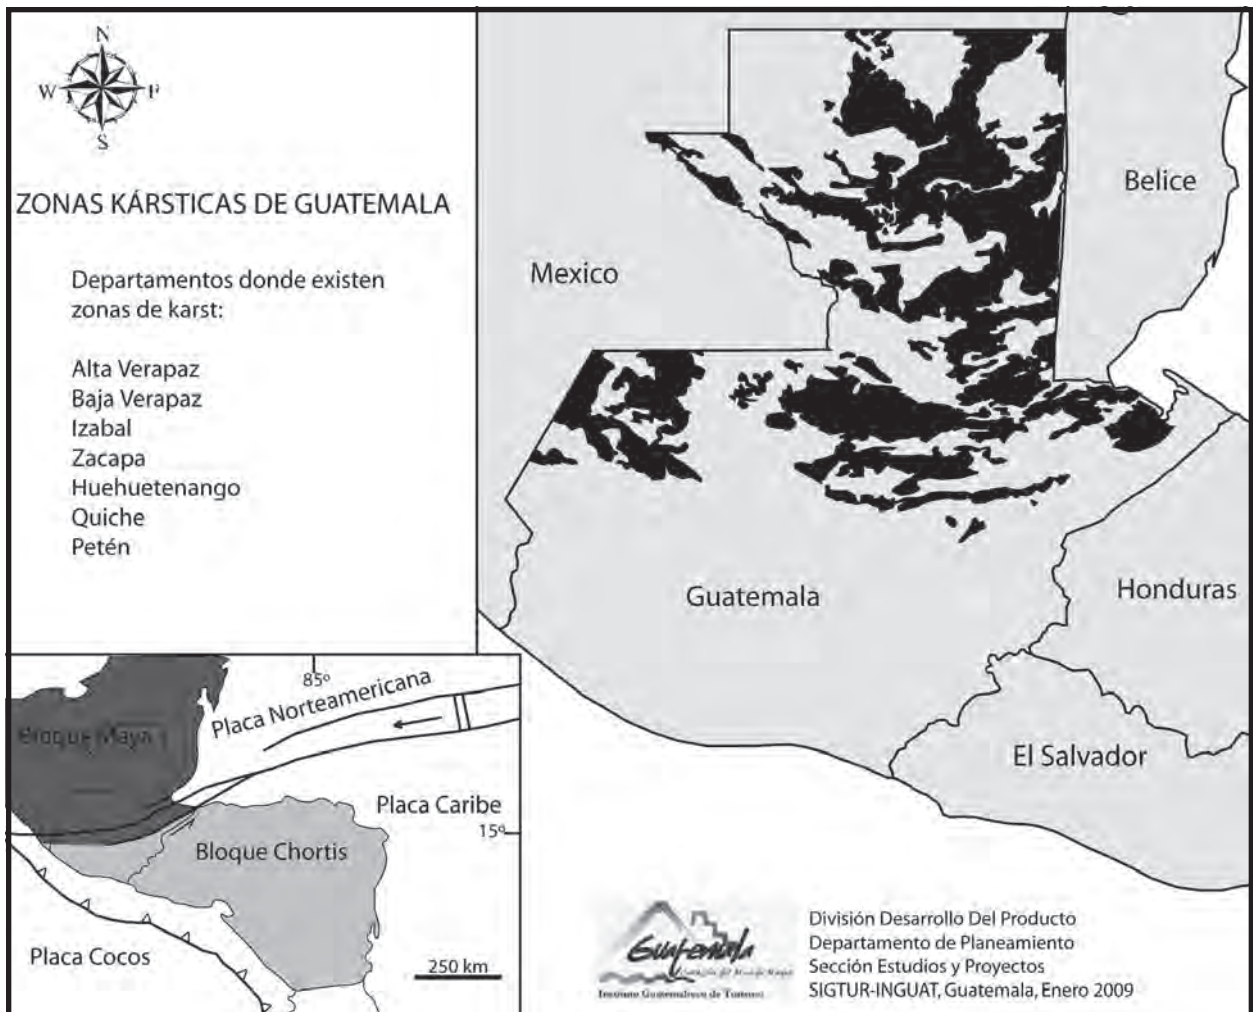 N
W
S
ZONAS KÁRSTICAS DE GUATEMALA
Departamentos donde existen
zonas de karst:
Alta Verapaz
Baja Verapaz
Izabal
Zacapa
Huehuetenango
Quiche
Petén
Mexico
Belice
Guatemala
Honduras
El Salvador
85º
Placa Norteamericana
Bloque Maya
Placa Caribe
15º
Bloque Chortis
Placa Cocos
250 km
Guatemala
Instituto Guatemalteco de Turismo
División Desarrollo Del Producto
Departamento de Planeamiento
Sección Estudios y Proyectos
SIGTUR-INGUAT, Guatemala, Enero 2009